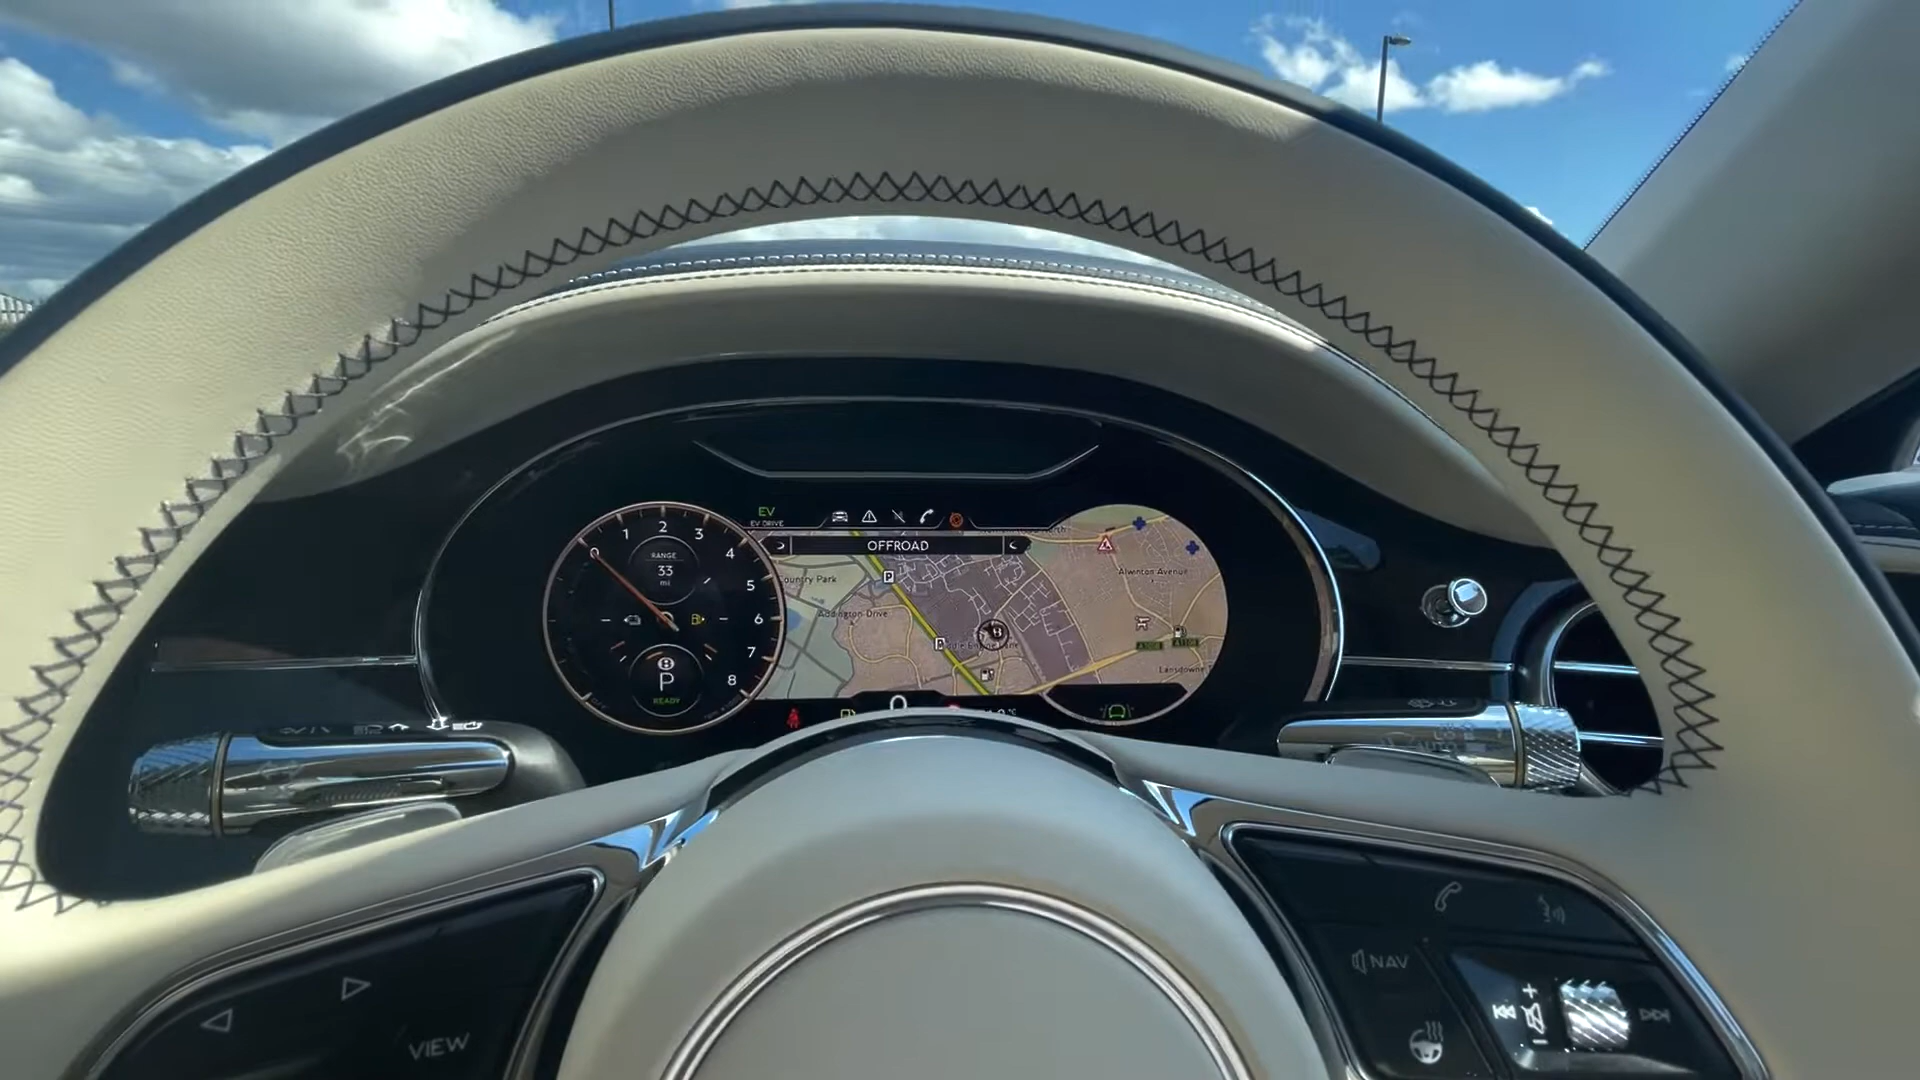 EV
EV DRIVE
OFFROAD
0
1
2
3
4
5
6
7
8
RANGE
33
mi
B
P
READY
P
P
B
Country Park
Addington Drive
Alwinton Avenue
Lansdowne T
VIEW
NAV